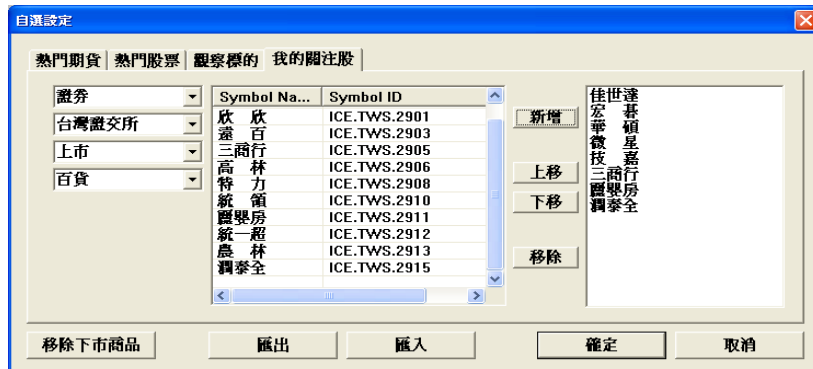 自選設定
熱門期貨 熱門股票 觀察標的 我的關注股
證券
台灣證交所
上市
百貨
Symbol Na... Symbol ID
欣 欣 ICE.TWS.2901
遠 百 ICE.TWS.2903
三商行 ICE.TWS.2905
高 林 ICE.TWS.2906
特 力 ICE.TWS.2908
統 領 ICE.TWS.2910
麗嬰房 ICE.TWS.2911
統一超 ICE.TWS.2912
農 林 ICE.TWS.2913
潤泰全 ICE.TWS.2915
新增
上移
下移
移除
佳世達
宏 碁
華 碩
微 星
技 嘉
三商行
麗嬰房
潤泰全
移除下市商品 匯出 匯入 確定 取消